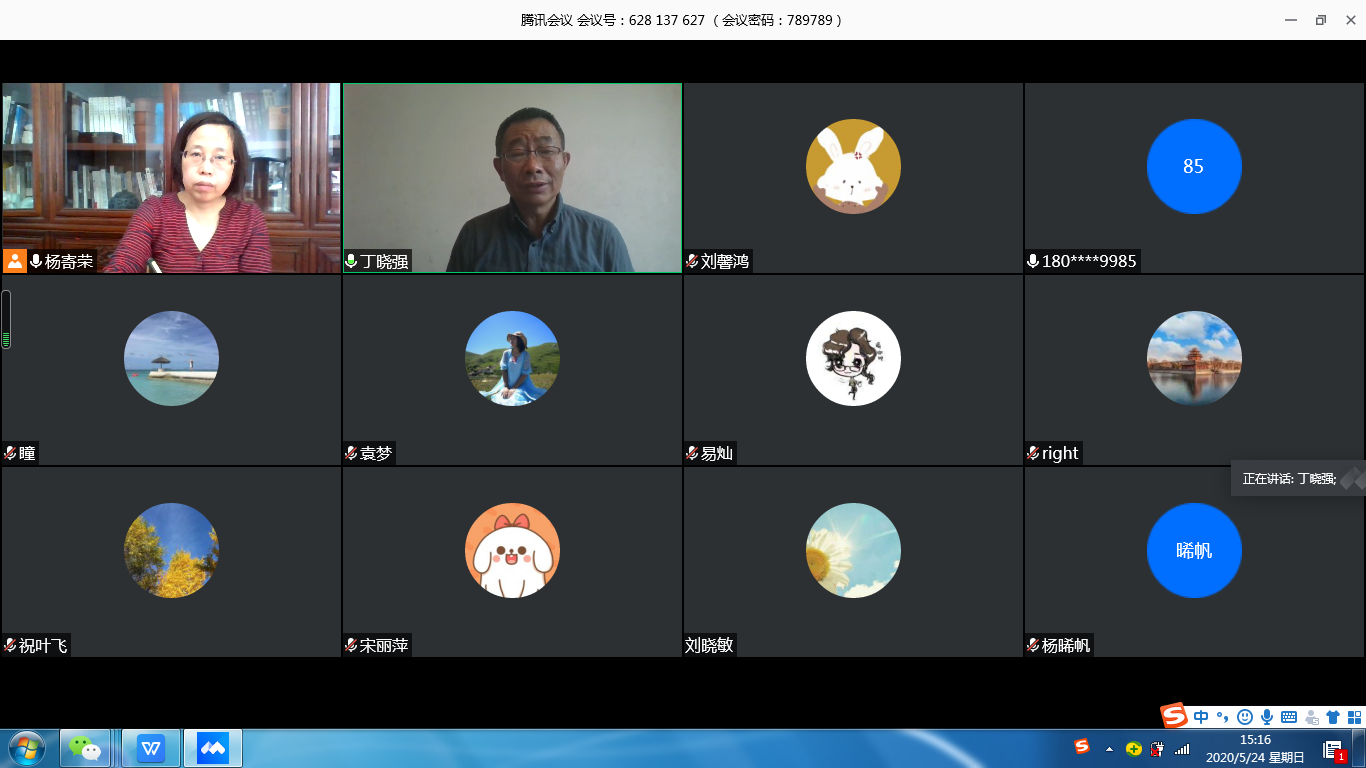 腾讯会议 会议号：628 137 627 （会议密码：789789 ）
杨寄荣
丁晓强
刘馨鸿
85
180****9985
瞳
袁梦
易灿
right
正在讲话: 丁晓强;
晞帆
祝叶飞
宋丽萍
刘晓敏
杨晞帆
S 中
W
S
15:16
2020/5/24 星期日
1